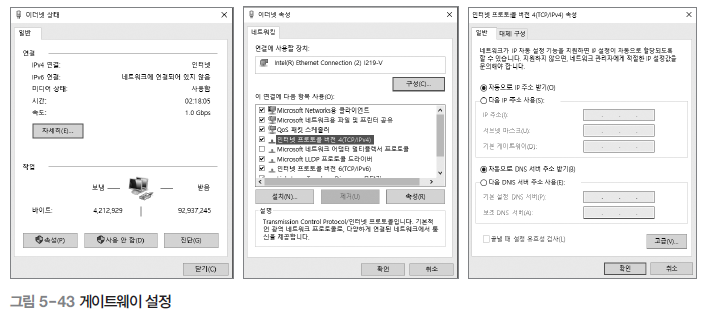 이더넷 상태
일반
연결
IPv4 연결: 인터넷
IPv6 연결: 네트워크에 연결되어 있지 않음
미디어 상태: 사용함
시간: 02:18:05
속도: 1.0 Gbps
자세히(E)...
작업
보냄 받음
바이트: 4,212,929 92,937,245
속성(P) 사용 안 함(D) 진단(G)
닫기(C)
이더넷 속성
네트워킹
연결에 사용할 장치:
Intel(R) Ethernet Connection (2) I219-V
구성(C)...
이 연결에 다음 항목 사용(O):
Microsoft Networks용 클라이언트
Microsoft 네트워크용 파일 및 프린터 공유
QoS 패킷 스케줄러
인터넷 프로토콜 버전 4(TCP/IPv4)
Microsoft 네트워크 어댑터 멀티플렉서 프로토콜
Microsoft LLDP 프로토콜 드라이버
인터넷 프로토콜 버전 6(TCP/IPv6)
설치(N)... 제거(U) 속성(R)
설명
Transmission Control Protocol/인터넷 프로토콜입니다. 기본적
인 광역 네트워크 프로토콜로, 다양하게 연결된 네트워크에서 통
신을 제공합니다.
확인 취소
인터넷 프로토콜 버전 4(TCP/IPv4) 속성
일반 대체 구성
네트워크가 IP 자동 설정 기능을 지원하면 IP 설정이 자동으로 할당되도록
할 수 있습니다. 지원하지 않으면, 네트워크 관리자에게 적절한 IP 설정값을
문의해야 합니다.
자동으로 IP 주소 받기(O)
다음 IP 주소 사용(S):
IP 주소(I):
서브넷 마스크(U):
기본 게이트웨이(D):
자동으로 DNS 서버 주소 받기(B)
다음 DNS 서버 주소 사용(E):
기본 설정 DNS 서버(P):
보조 DNS 서버(A):
끝낼 때 설정 유효성 검사(L)
고급(V)...
확인 취소
그림 5-43 게이트웨이 설정